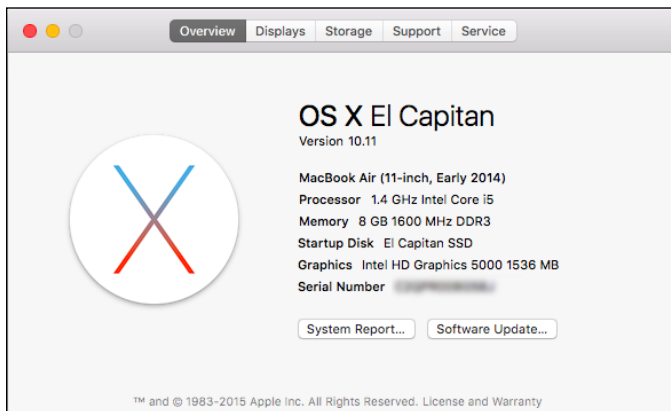 Overview Displays Storage Support Service
OS X El Capitan
Version 10.11
MacBook Air (11-inch, Early 2014)
Processor 1.4 GHz Intel Core i5
Memory 8 GB 1600 MHz DDR3
Startup Disk El Capitan SSD
Graphics Intel HD Graphics 5000 1536 MB
Serial Number
System Report... Software Update...
™ and © 1983-2015 Apple Inc. All Rights Reserved. License and Warranty